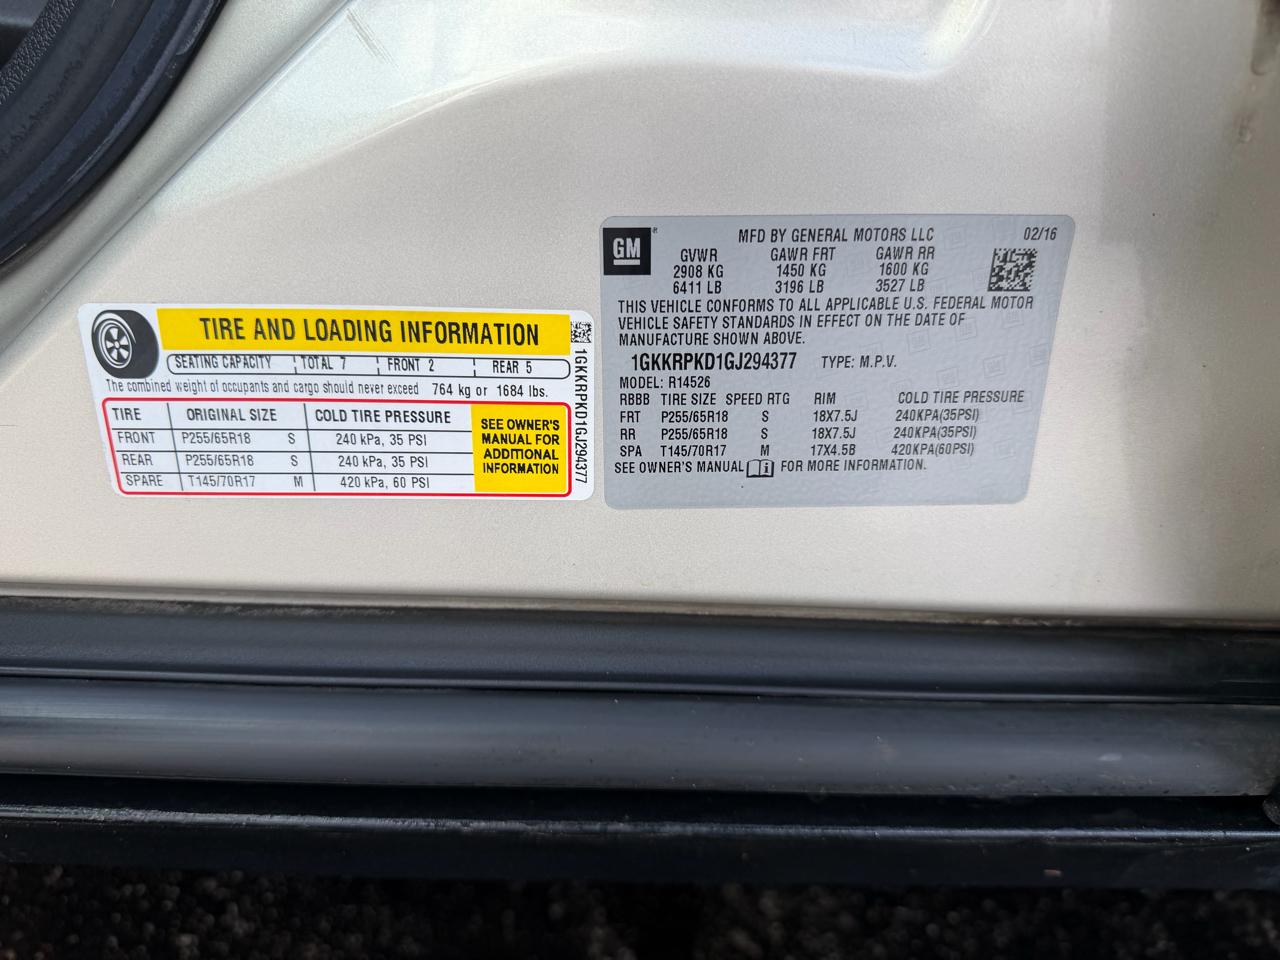 TIRE AND LOADING INFORMATION
SEATING CAPACITY TOTAL 7 FRONT 2 REAR 5
The combined weight of occupants and cargo should never exceed 764 kg or 1684 lbs.
TIRE ORIGINAL SIZE COLD TIRE PRESSURE
FRONT P255/65R18 S 240 kPa, 35 PSI
REAR P255/65R18 S 240 kPa, 35 PSI
SPARE T145/70R17 M 420 kPa, 60 PSI
SEE OWNER'S
MANUAL FOR
ADDITIONAL
INFORMATION
1GKKRPKD1GJ294377
GM
MFD BY GENERAL MOTORS LLC 02/16
GVWR GAWR FRT GAWR RR
2908 KG 1450 KG 1600 KG
6411 LB 3196 LB 3527 LB
THIS VEHICLE CONFORMS TO ALL APPLICABLE U.S. FEDERAL MOTOR
VEHICLE SAFETY STANDARDS IN EFFECT ON THE DATE OF
MANUFACTURE SHOWN ABOVE.
1GKKRPKD1GJ294377 TYPE: M.P.V.
MODEL: R14526
RBBB TIRE SIZE SPEED RTG RIM COLD TIRE PRESSURE
FRT P255/65R18 S 18X7.5J 240KPA(35PSI)
RR P255/65R18 S 18X7.5J 240KPA(35PSI)
SPA T145/70R17 M 17X4.5B 420KPA(60PSI)
SEE OWNER'S MANUAL FOR MORE INFORMATION.